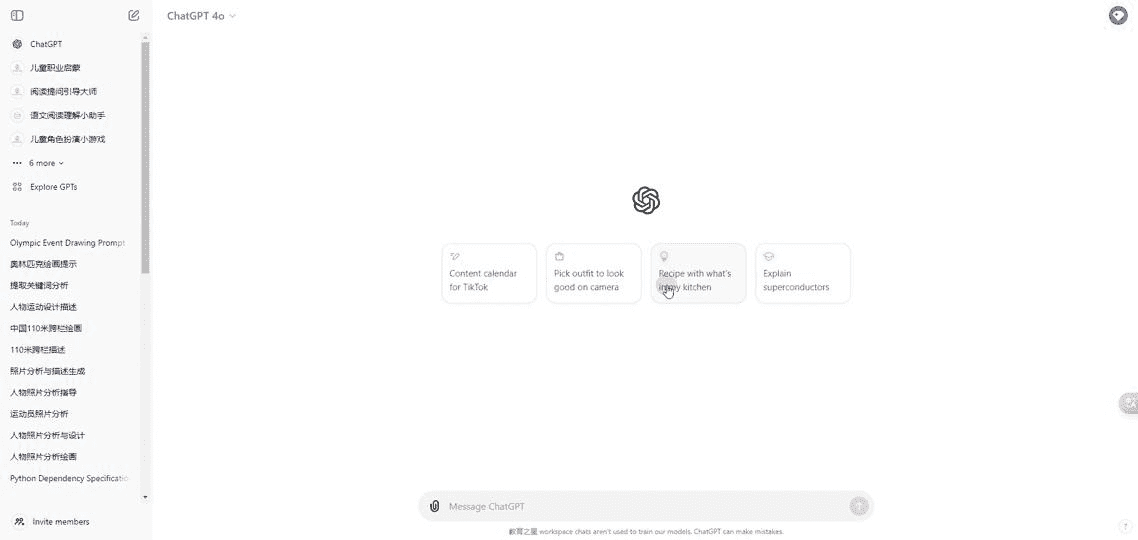 ChatGPT 4o
ChatGPT
儿童职业启蒙
阅读提问引导大师
语文阅读理解小助手
儿童角色扮演小游戏
6 more
Explore GPTs
Today
Olympic Event Drawing Prompt
奥林匹克绘画提示
提取关键词分析
人物运动设计描述
中国110米跨栏绘画
110米跨栏描述
照片分析与描述生成
人物照片分析指导
运动员照片分析
人物照片分析与设计
人物照片分析绘画
Python Dependency Specificatio
Invite members
Content calendar
for TikTok
Pick outfit to look
good on camera
Recipe with what's
in my kitchen
Explain
superconductors
Message ChatGPT
教育之星 workspace chats aren't used to train our models. ChatGPT can make mistakes.
?